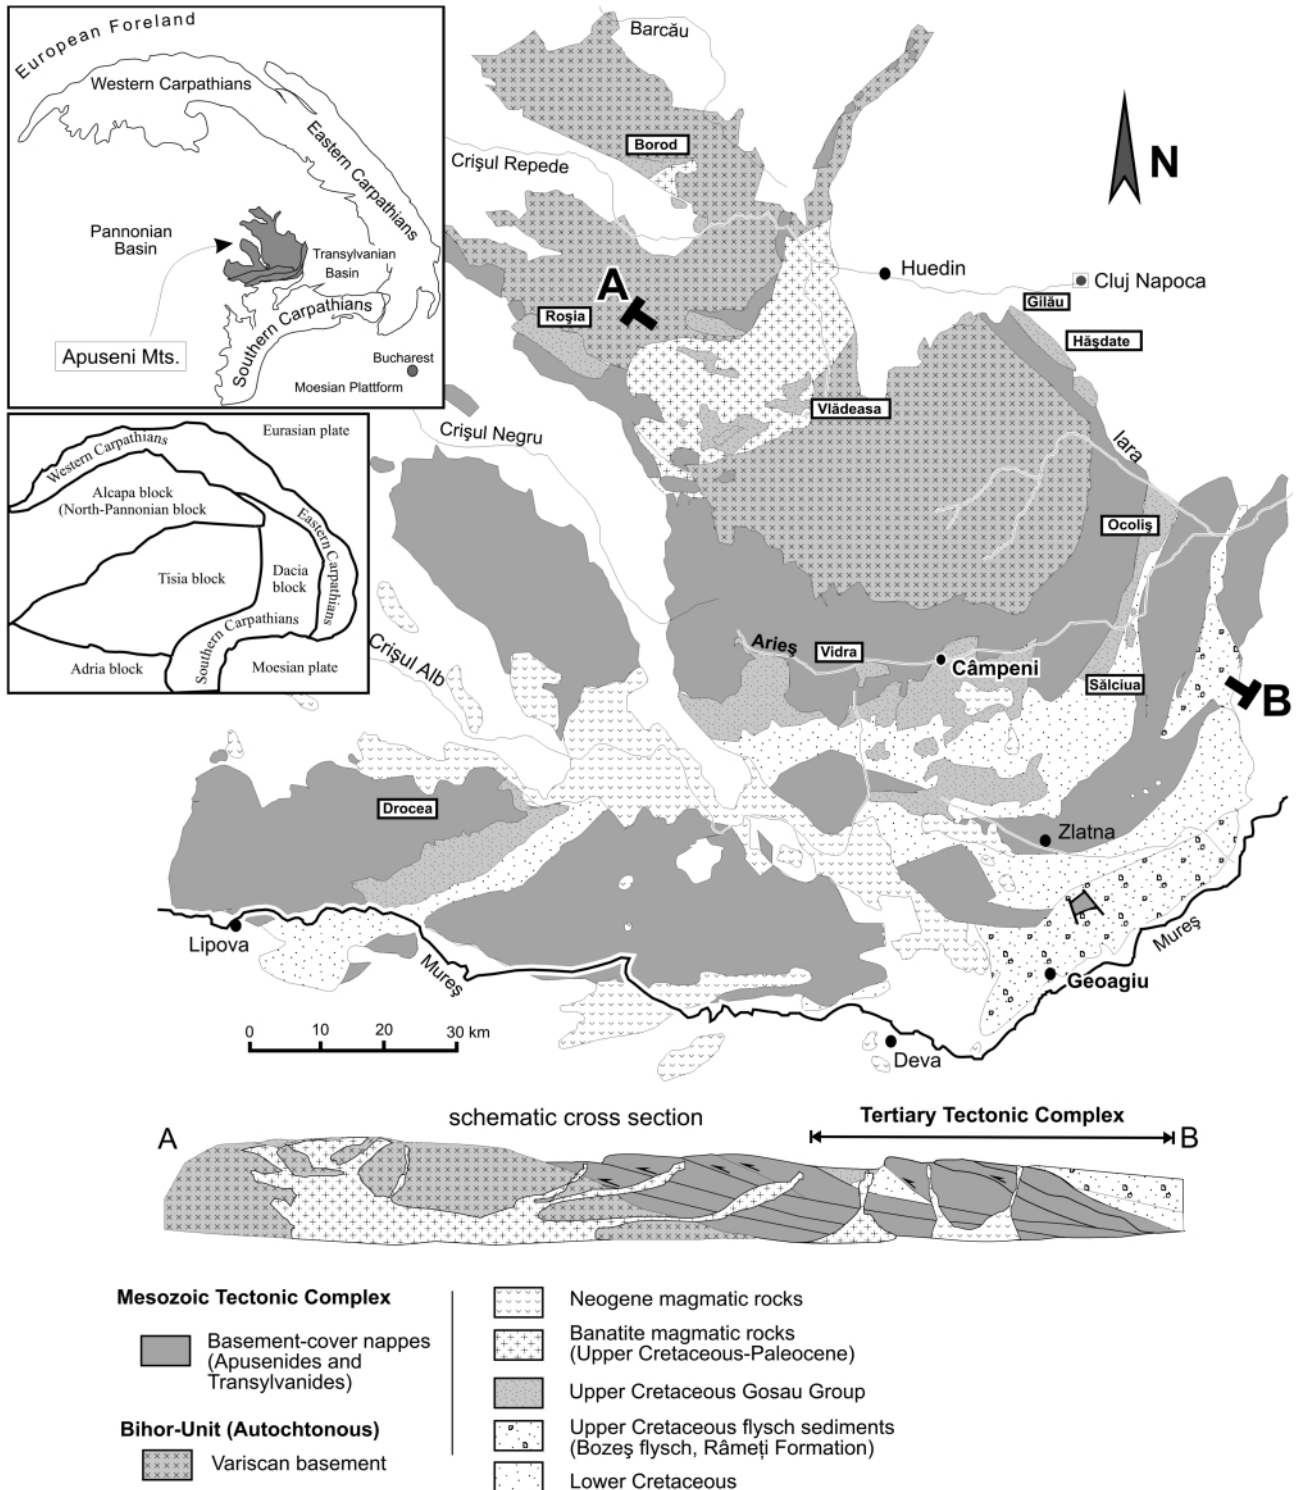 European Foreland
Western Carpathians
Eastern Carpathians
Pannonian
Basin
Transylvanian
Basin
Southern Carpathians
Apuseni Mts.
Bucharest
Moesian Plattform
Eurasian plate
Western Carpathians
Alcapa block
(North-Pannonian block
Eastern Carpathians
Tisia block
Dacia
block
Southern Carpathians
Adria block
Moesian plate
Barcău
Borod
Crişul Repede
N
Huedin
Cluj Napoca
Gilău
A
Roşia
Hăşdate
Vlădeasa
Crişul Negru
Iara
Ocoliş
Crişul Alb
Arieş
Vidra
Câmpeni
Sălciua
B
Drocea
Zlatna
Lipova
Mureş
Mureş
Geoagiu
0 10 20 30 km
Deva
schematic cross section
Tertiary Tectonic Complex
A
B
Mesozoic Tectonic Complex
Basement-cover nappes
(Apusenides and
Transylvanides)
Bihor-Unit (Autochtonous)
Variscan basement
Neogene magmatic rocks
Banatite magmatic rocks
(Upper Cretaceous-Paleocene)
Upper Cretaceous Gosau Group
Upper Cretaceous flysch sediments
(Bozeş flysch, Râmeţi Formation)
Lower Cretaceous